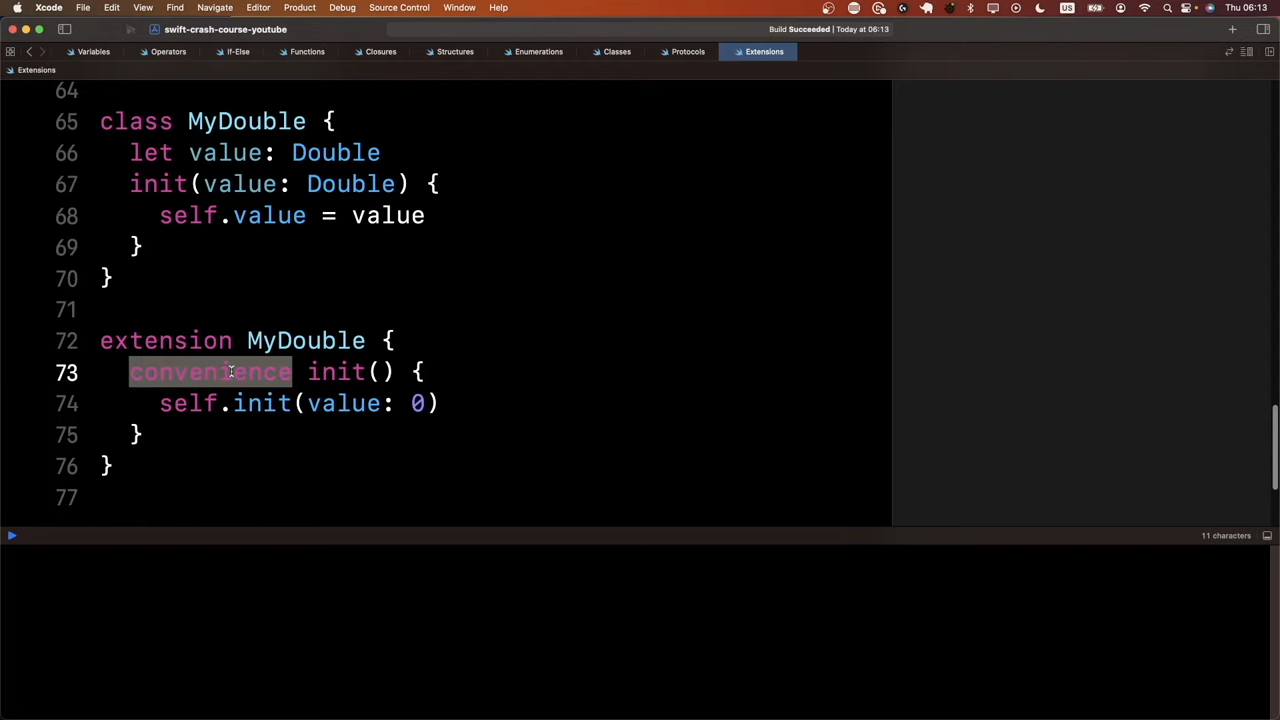 Xcode File Edit View Find Navigate Editor Product Debug Source Control Window Help Thu 06:13
swift-crash-course-youtube Build Succeeded | Today at 06:13
Variables Operators If-Else Functions Closures Structures Enumerations Classes Protocols Extensions
Extensions
64
65 class MyDouble {
66 let value: Double
67 init(value: Double) {
68 self.value = value
69 }
70 }
71
72 extension MyDouble {
73 convenience init() {
74 self.init(value: 0)
75 }
76 }
77
11 characters